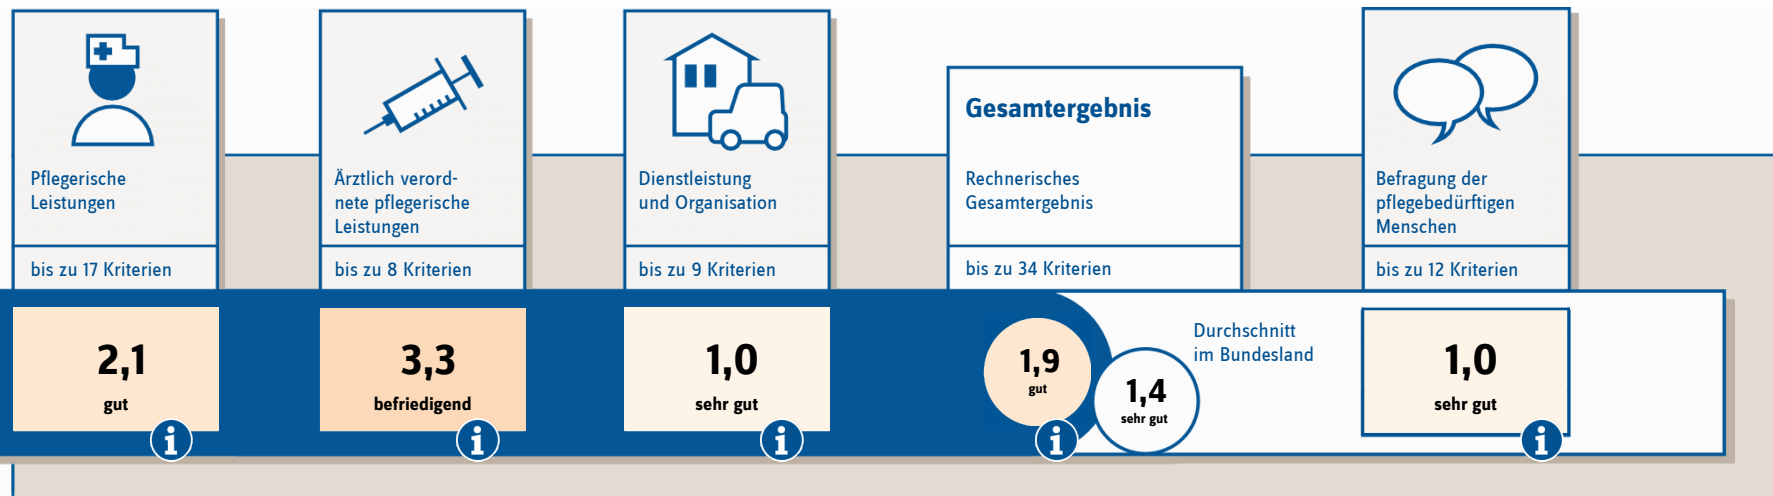 Pflegerische
Leistungen
bis zu 17 Kriterien
2,1
gut
i
Ärztlich verord-
nete pflegerische
Leistungen
bis zu 8 Kriterien
3,3
befriedigend
i
Dienstleistung
und Organisation
bis zu 9 Kriterien
1,0
sehr gut
i
Gesamtergebnis
Rechnerisches
Gesamtergebnis
bis zu 34 Kriterien
1,9
gut
i
Durchschnitt
im Bundesland
1,4
sehr gut
Befragung der
pflegebedürftigen
Menschen
bis zu 12 Kriterien
1,0
sehr gut
i